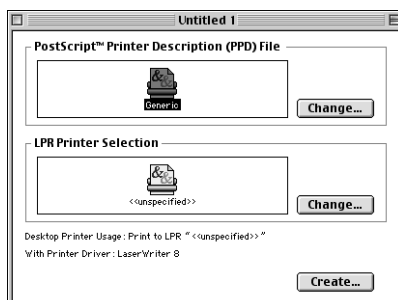 Untitled 1
PostScript™ Printer Description (PPD) File
Generic
Change...
LPR Printer Selection
<<unspecified>>
Change...
Desktop Printer Usage: Print to LPR "<<unspecified>>"
With Printer Driver: LaserWriter 8
Create...